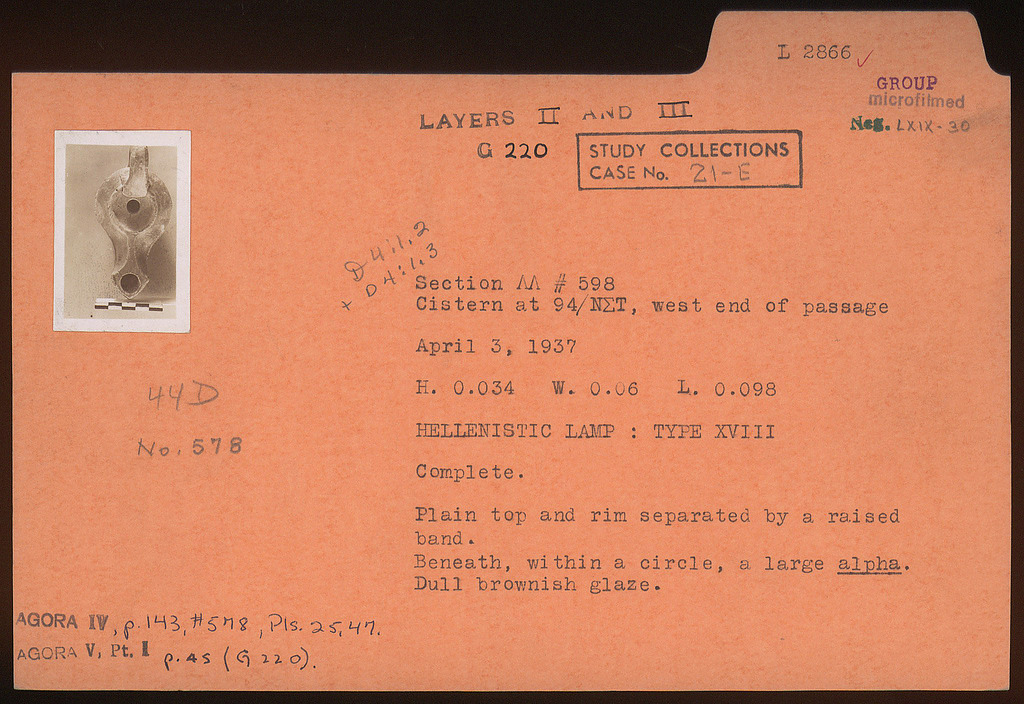 L 2866 ✓
GROUP
microfilmed
Neg. LXIX-30
LAYERS II AND III
G 220
STUDY COLLECTIONS
CASE No. 21-E
D4:1.2
+ D4:1.3
Section ΛΛ # 598
Cistern at 94/ΝΣΤ, west end of passage
April 3, 1937
H. 0.034 W. 0.06 L. 0.098
HELLENISTIC LAMP : TYPE XVIII
Complete.
Plain top and rim separated by a raised
band.
Beneath, within a circle, a large alpha.
Dull brownish glaze.
44D
No. 578
AGORA IV, p.143, #578, Pls. 25,47.
AGORA V, Pt. I p.45 (G 220).